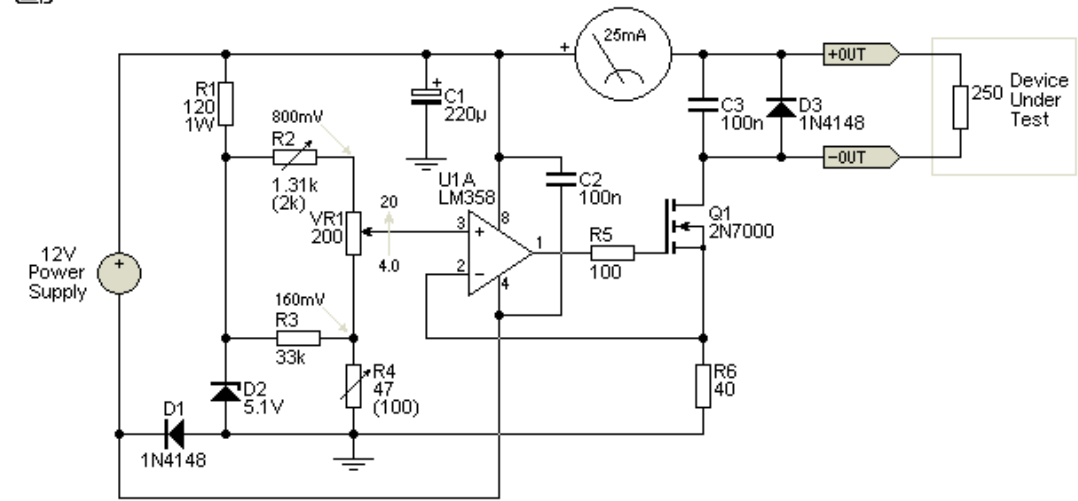 25mA
+
+OUT
R1
120
1W
+
C1
220µ
C3
100n
D3
1N4148
250
Device
Under
Test
800mV
R2
1.31k
(2k)
-OUT
U1A
LM358
C2
100n
20
VR1
200
4.0
3
+
8
1
2
-
4
R5
100
Q1
2N7000
12V
Power
Supply
+
160mV
R3
33k
R4
47
(100)
R6
40
D2
5.1V
D1
1N4148